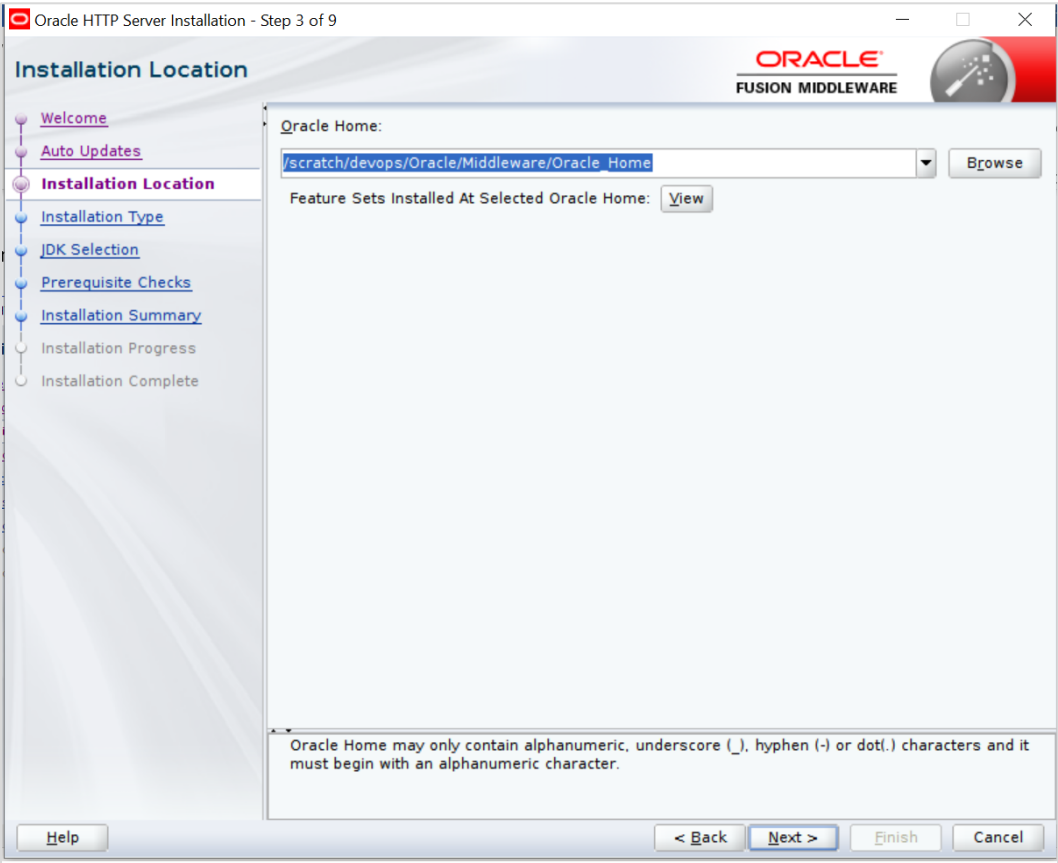 Oracle HTTP Server Installation - Step 3 of 9
Installation Location
ORACLE
FUSION MIDDLEWARE
Welcome
Auto Updates
Installation Location
Installation Type
JDK Selection
Prerequisite Checks
Installation Summary
Installation Progress
Installation Complete
Oracle Home:
/scratch/devops/Oracle/Middleware/Oracle_Home
Browse
Feature Sets Installed At Selected Oracle Home:
View
Oracle Home may only contain alphanumeric, underscore (_), hyphen (-) or dot(.) characters and it
must begin with an alphanumeric character.
Help
< Back
Next >
Finish
Cancel